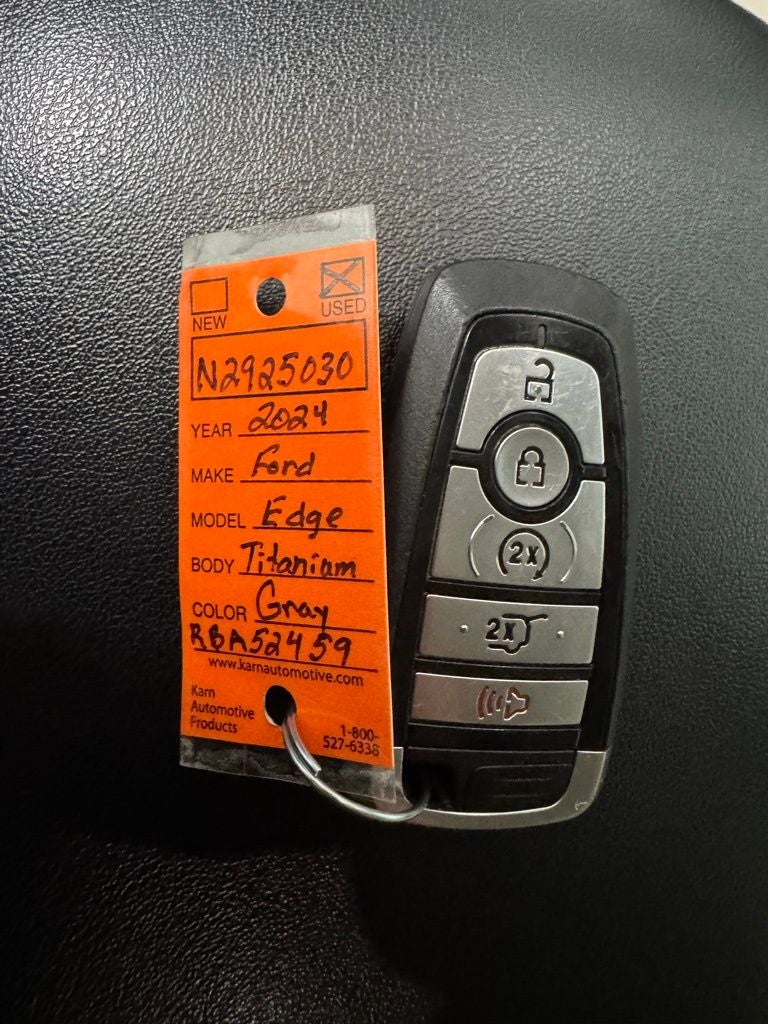 NEW
USED
N2925030
YEAR 2024
MAKE Ford
MODEL Edge
BODY Titanium
COLOR Gray
RBA52459
www.karnautomotive.com
Karn
Automotive
Products
1-800-
527-6338
2x
2x